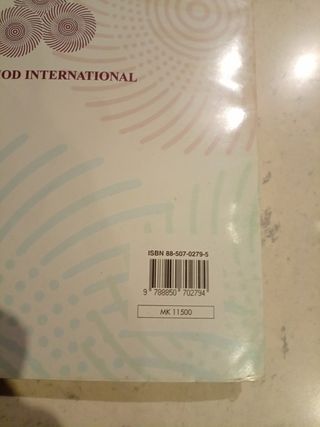 OD INTERNATIONAL
ISBN 88-507-0279-5
9 788850 702794
MK 11500